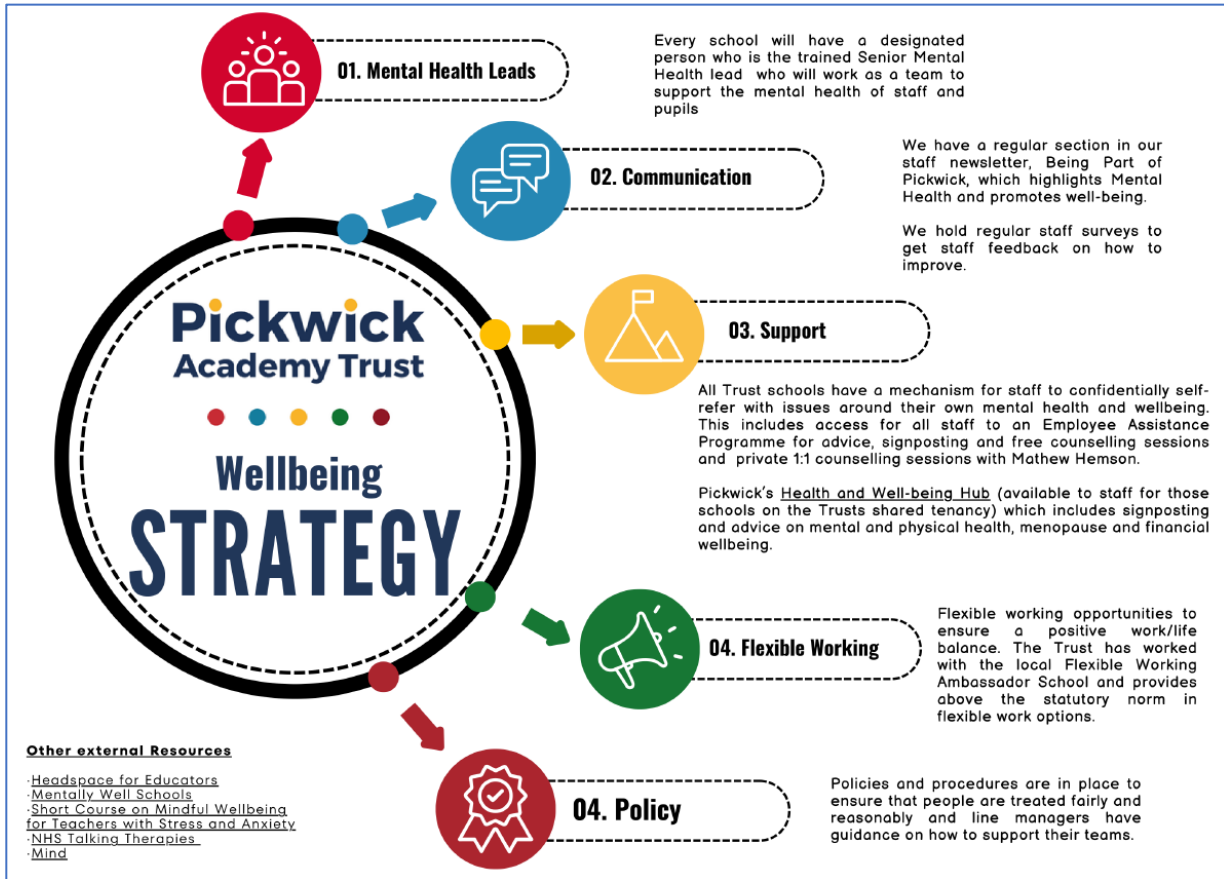 01. Mental Health Leads
Every school will have a designated
person who is the trained Senior Mental
Health lead who will work as a team to
support the mental health of staff and
pupils
02. Communication
We have a regular section in our
staff newsletter, Being Part of
Pickwick, which highlights Mental
Health and promotes well-being.
We hold regular staff surveys to
get staff feedback on how to
improve.
Pickwick
Academy Trust
Wellbeing
STRATEGY
03. Support
All Trust schools have a mechanism for staff to confidentially self-
refer with issues around their own mental health and wellbeing.
This includes access for all staff to an Employee Assistance
Programme for advice, signposting and free counselling sessions
and private 1:1 counselling sessions with Mathew Hemson.
Pickwick's Health and Well-being Hub (available to staff for those
schools on the Trusts shared tenancy) which includes signposting
and advice on mental and physical health, menopause and financial
wellbeing.
04. Flexible Working
Flexible working opportunities to
ensure a positive work/life
balance. The Trust has worked
with the local Flexible Working
Ambassador School and provides
above the statutory norm in
flexible work options.
04. Policy
Policies and procedures are in place to
ensure that people are treated fairly and
reasonably and line managers have
guidance on how to support their teams.
Other external Resources
·Headspace for Educators
·Mentally Well Schools
·Short Course on Mindful Wellbeing
for Teachers with Stress and Anxiety
·NHS Talking Therapies
·Mind